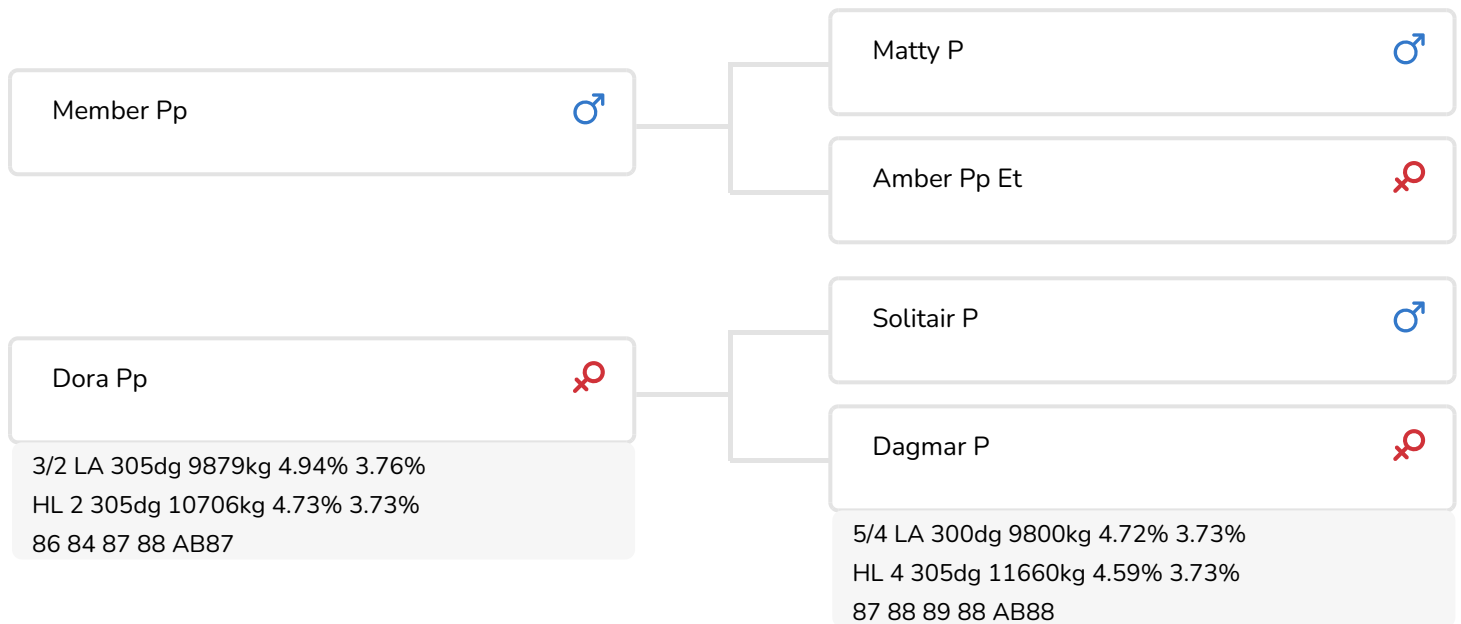 Member Pp
Matty P
Amber Pp Et
Dora Pp
3/2 LA 305dg 9879kg 4.94% 3.76%
HL 2 305dg 10706kg 4.73% 3.73%
86 84 87 88 AB87
Solitair P
Dagmar P
5/4 LA 300dg 9800kg 4.72% 3.73%
HL 4 305dg 11660kg 4.59% 3.73%
87 88 89 88 AB88